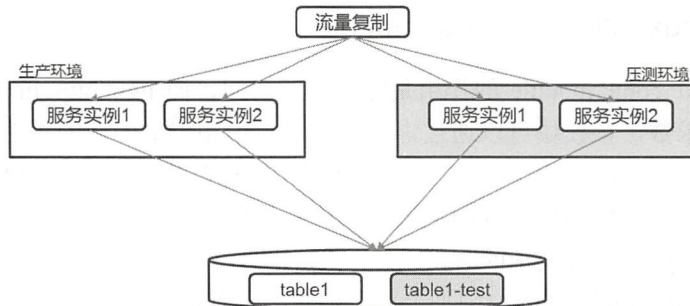 流量复制
生产环境
压测环境
服务实例1
服务实例2
服务实例1
服务实例2
table1
table1-test